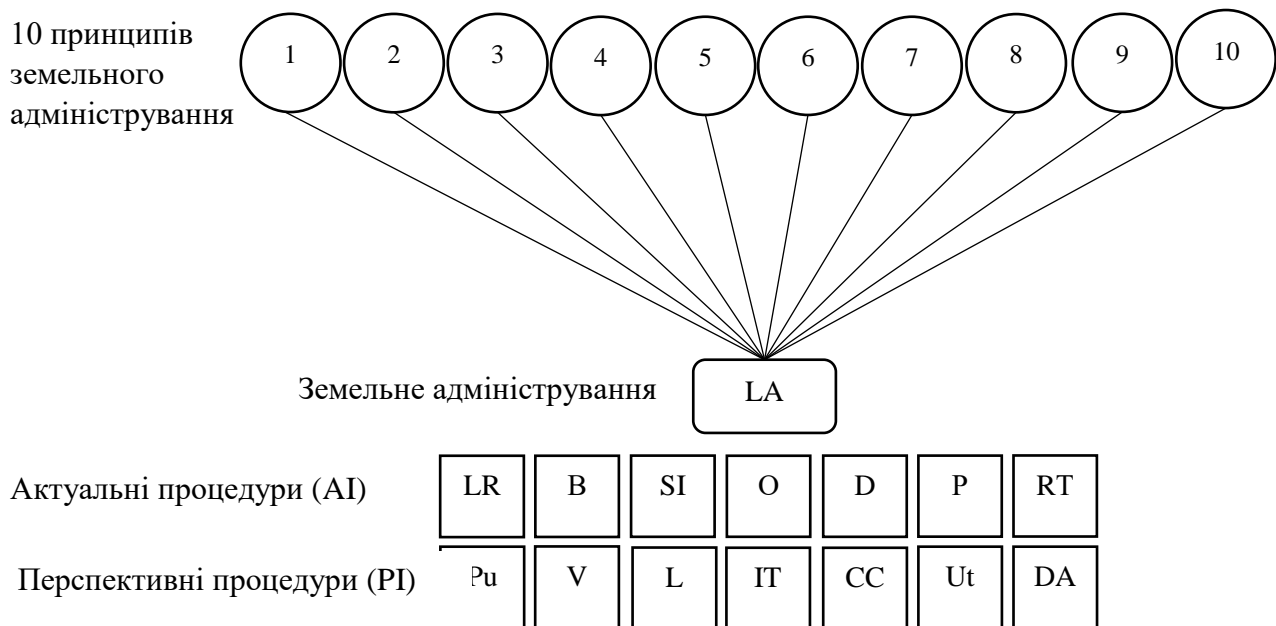 10 принципів
земельного
адміністрування
1 2 3 4 5 6 7 8 9 10
Земельне адміністрування LA
Актуальні процедури (AI) LR B SI O D P RT
Перспективні процедури (PI) Pu V L IT CC Ut DA